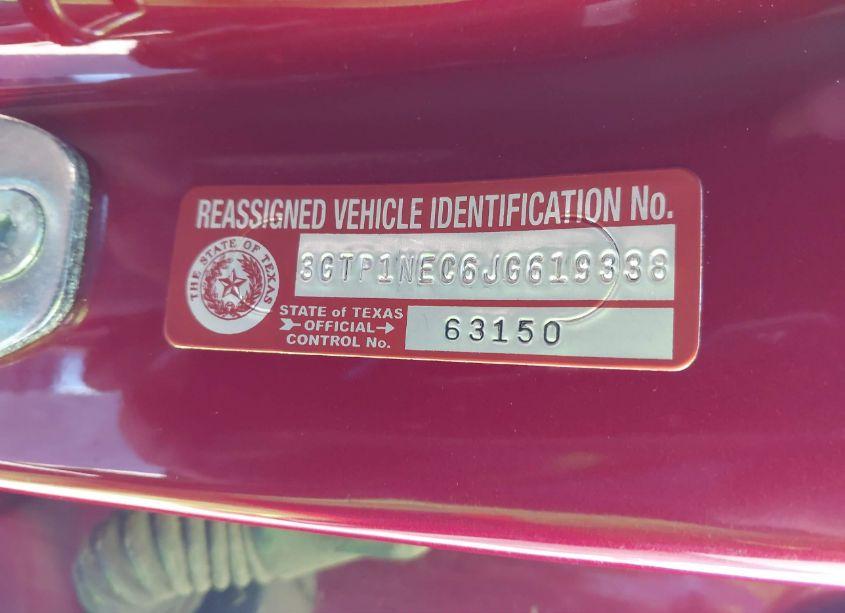 REASSIGNED VEHICLE IDENTIFICATION No.
THE STATE OF TEXAS
3GTP1NEC6JG619338
STATE of TEXAS
OFFICIAL
CONTROL No.
63150